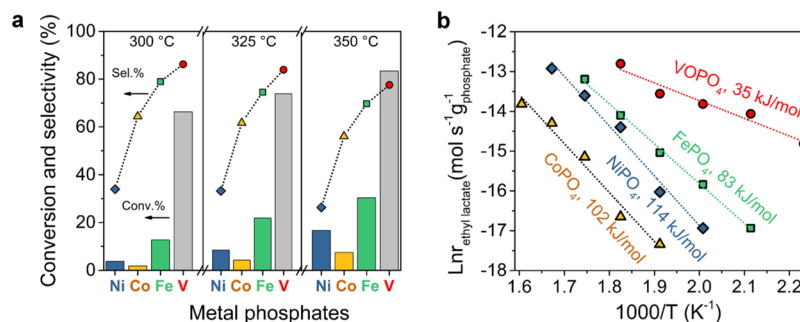 a
Conversion and selectivity (%)
100
80
60
40
20
0
300 °C
325 °C
350 °C
Sel.%
Conv.%
Ni Co Fe V
Ni Co Fe V
Ni Co Fe V
Metal phosphates
b
Lnr ethyl lactate (mol s⁻¹g⁻¹ phosphate)
-12
-13
-14
-15
-16
-17
-18
VOPO₄, 35 kJ/mol
FePO₄, 83 kJ/mol
NiPO₄, 114 kJ/mol
CoPO₄, 102 kJ/mol
1.6 1.7 1.8 1.9 2.0 2.1 2.2
1000/T (K⁻¹)